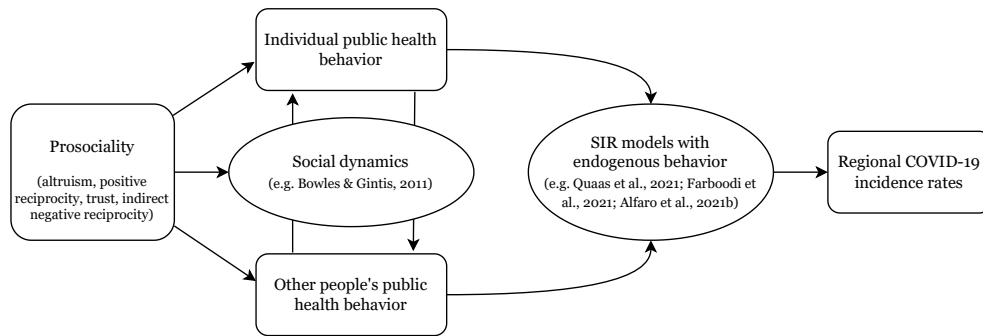 Individual public health
behavior
Prosociality
(altruism, positive
reciprocity, trust, indirect
negative reciprocity)
Social dynamics
(e.g. Bowles & Gintis, 2011)
Other people's public
health behavior
SIR models with
endogenous behavior
(e.g. Quaas et al., 2021; Farboodi
et al., 2021; Alfaro et al., 2021b)
Regional COVID-19
incidence rates